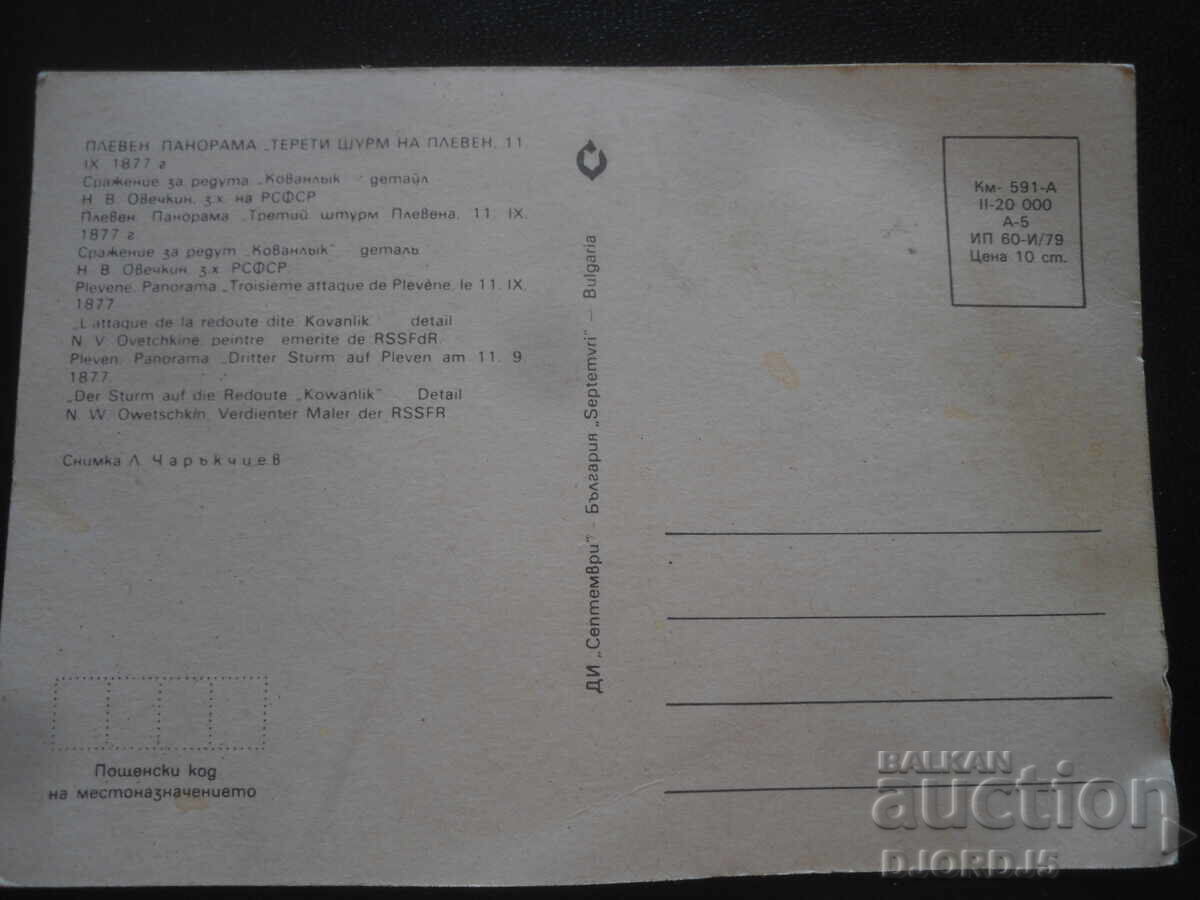 ПЛЕВЕН ПАНОРАМА „ТЕРЕТИ ЩУРМ НА ПЛЕВЕН, 11
IX 1877 г
Сражение за редута „Кованлык детайл
Н В. Овечкин, з.х. на РСФСР
Плевен. Панорама „Третий штурм Плевена, 11. IX.
1877 г
Сражение за редут „Кованлык" деталь
Н В Овечкин, з.х РСФСР
Plevene. Panorama „Troisieme attaque de Plevêne, le 11. IX.
1877
„L attaque de la redoute dite Kovanlik detail
N. V. Ovetchkine, peintre emerite de RSSFdR
Pleven. Panorama „Dritter Sturm auf Pleven am 11. 9.
1877.
„Der Sturm auf die Redoute „Kowanlik" Detail
N. W. Owetschkin, Verdienter Maler der RSSFR
Снимка Л. Чаръкчиев
Пощенски код
на местоназначението
ДИ „Септември" – България „Septemvri" – Bulgaria
Км- 591-А
II-20 000
А-5
ИП 60-И/79
Цена 10 ст.
BALKAN
auction
DJORDJ5